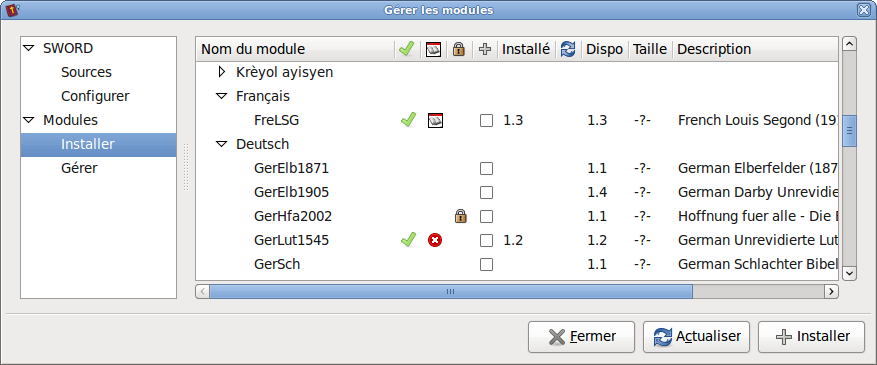 Gérer les modules
SWORD
Sources
Configurer
Modules
Installer
Gérer
Nom du module Installé Dispo Taille Description
Krèyol ayisyen
Français
FreLSG 1.3 1.3 -?- French Louis Segond (191
Deutsch
GerElb1871 1.1 -?- German Elberfelder (187
GerElb1905 1.4 -?- German Darby Unrevidie
GerHfa2002 1.1 -?- Hoffnung fuer alle - Die B
GerLut1545 1.2 1.2 -?- German Unrevidierte Lut
GerSch 1.1 -?- German Schlachter Bibel
Fermer Actualiser Installer